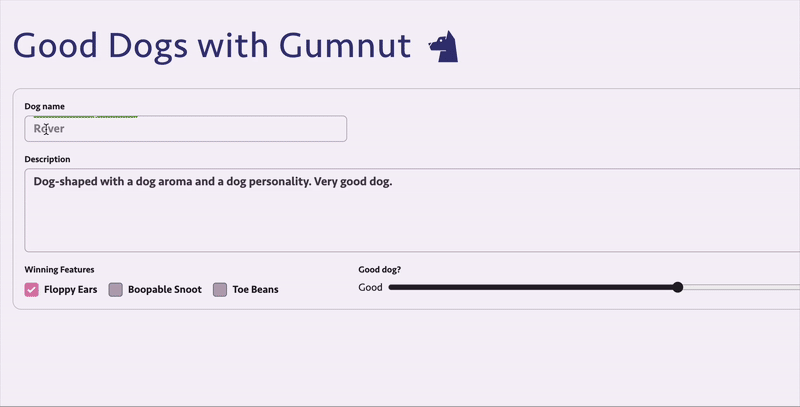 Good Dogs with Gumnut
Dog name
Rover
Description
Dog-shaped with a dog aroma and a dog personality. Very good dog.
Winning Features
Good dog?
Floppy Ears
Boopable Snoot
Toe Beans
Good